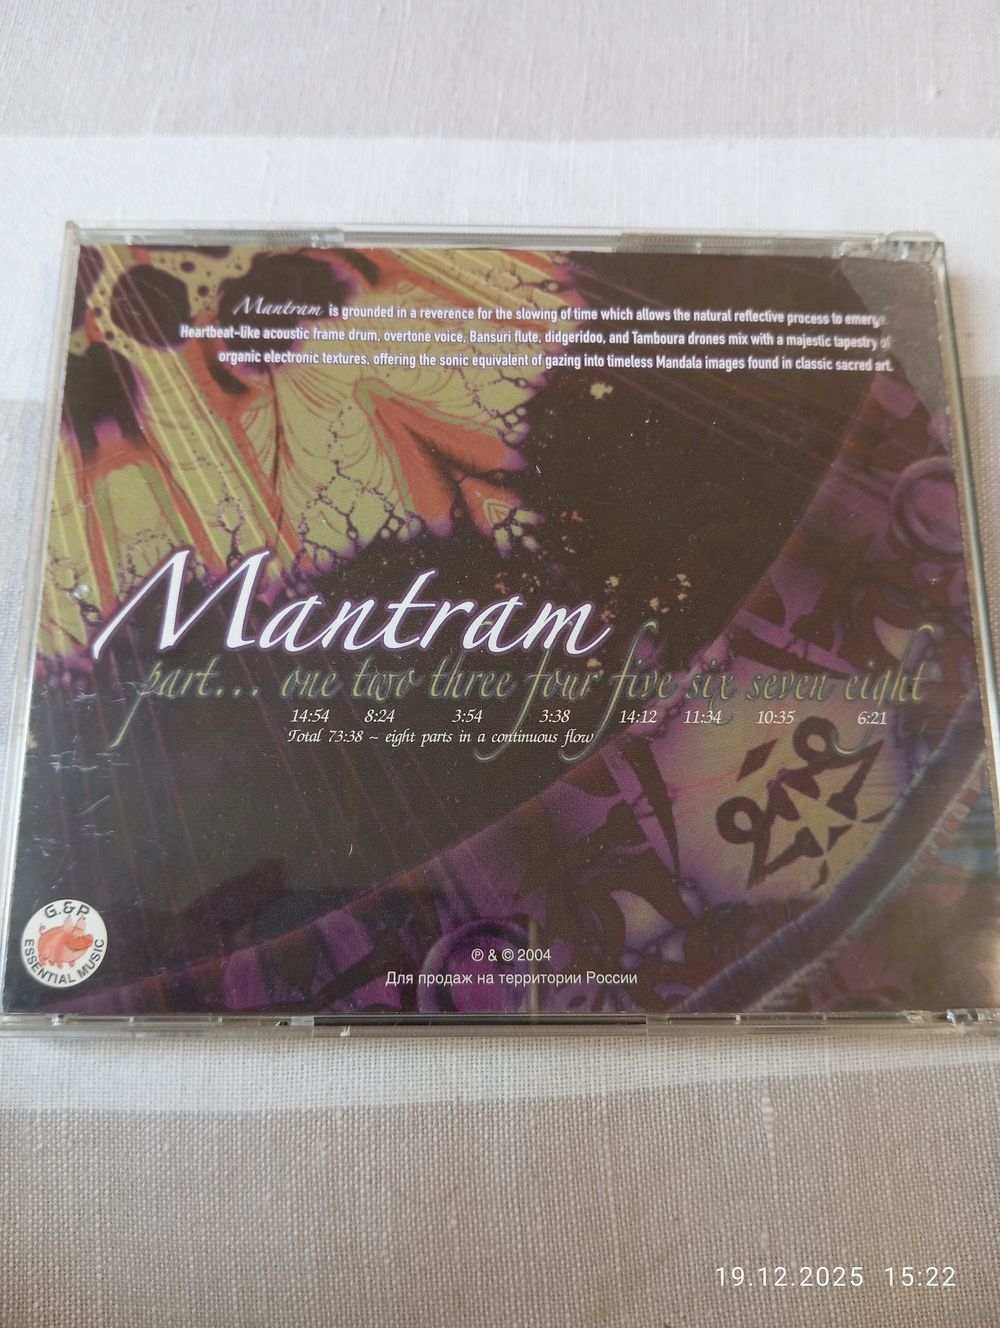 Mantram is grounded in a reverence for the slowing of time which allows the natural reflective process to emerge.
Heartbeat-like acoustic frame drum, overtone voice, Bansuri flute, didgeridoo, and Tamboura drones mix with a majestic tapestry of
organic electronic textures, offering the sonic equivalent of gazing into timeless Mandala images found in classic sacred art.
Mantram
part... one two three four five six seven eight
14:54 8:24 3:54 3:38 14:12 11:34 10:35 6:21
Total 73:38 ~ eight parts in a continuous flow
G.&P
ESSENTIAL MUSIC
℗ & © 2004
Для продаж на территории России
19.12.2025 15:22